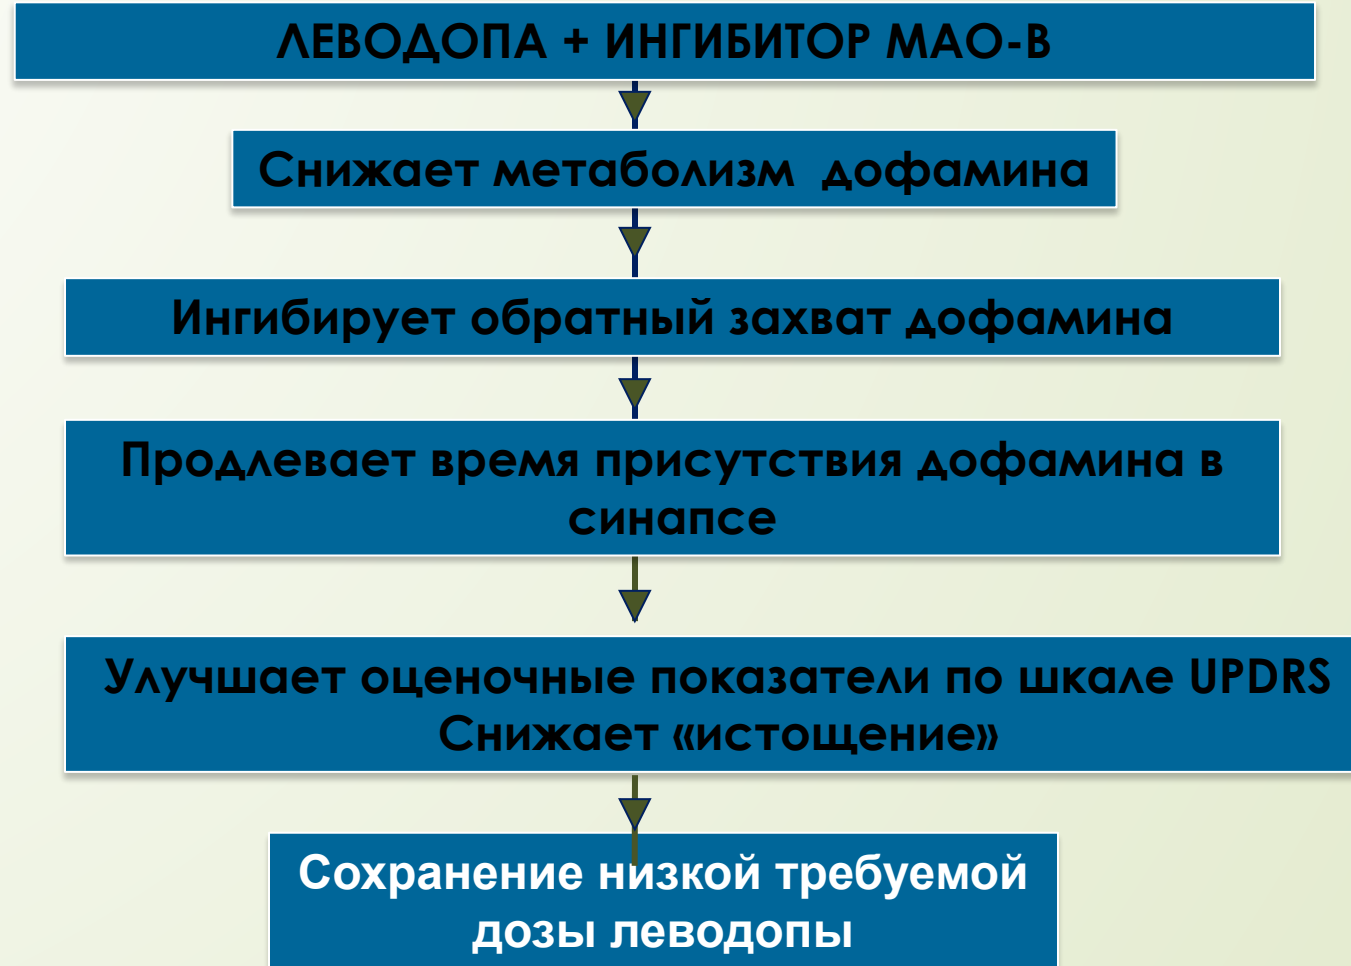 ЛЕВОДОПА + ИНГИБИТОР МАО-В
Снижает метаболизм дофамина
Ингибирует обратный захват дофамина
Продлевает время присутствия дофамина в
синапсе
Улучшает оценочные показатели по шкале UPDRS
Снижает «истощение»
Сохранение низкой требуемой
дозы леводопы